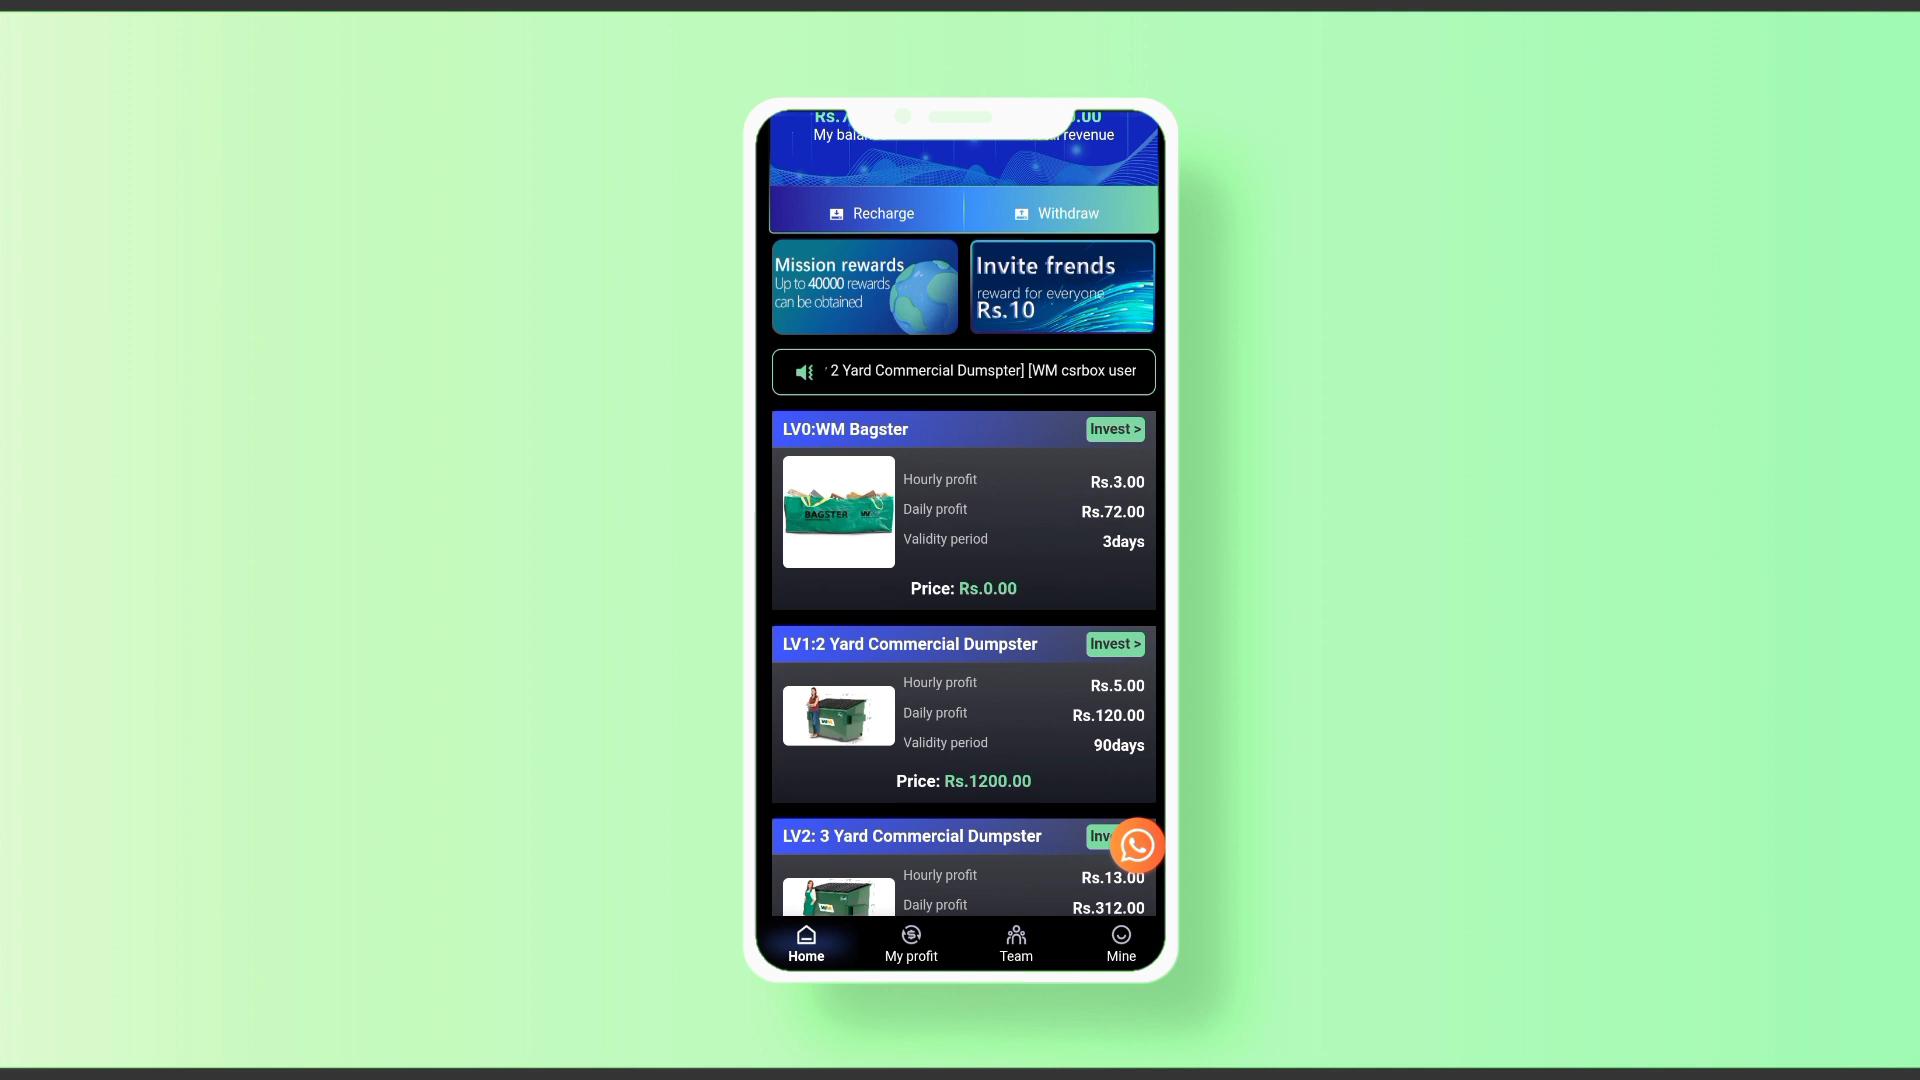 Rs.7
.00
My bala
revenue
Recharge
Withdraw
Mission rewards
Up to 40000 rewards
can be obtained
Invite frends
reward for everyone
Rs.10
2 Yard Commercial Dumspter] [WM csrbox user
LV0:WM Bagster
Invest >
BAGSTER
Hourly profit
Rs.3.00
Daily profit
Rs.72.00
Validity period
3days
Price: Rs.0.00
LV1:2 Yard Commercial Dumpster
Invest >
Hourly profit
Rs.5.00
Daily profit
Rs.120.00
Validity period
90days
Price: Rs.1200.00
LV2: 3 Yard Commercial Dumpster
Inv
Hourly profit
Rs.13.00
Daily profit
Rs.312.00
Home
My profit
Team
Mine